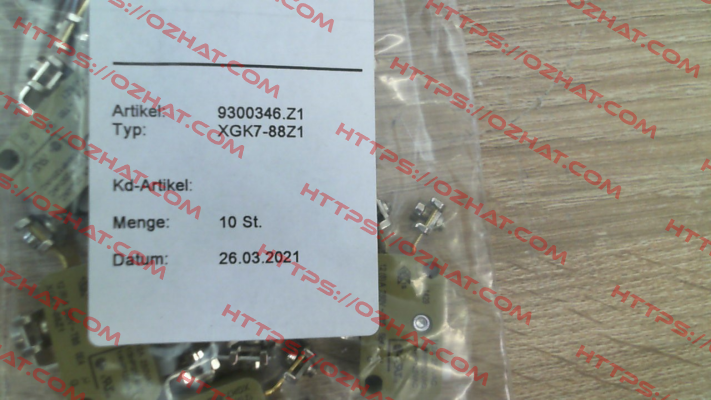 Artikel: 9300346.Z1
Typ: XGK7-88Z1
Kd-Artikel:
Menge: 10 St.
Datum: 26.03.2021
HTTPS://OZHAT.COM